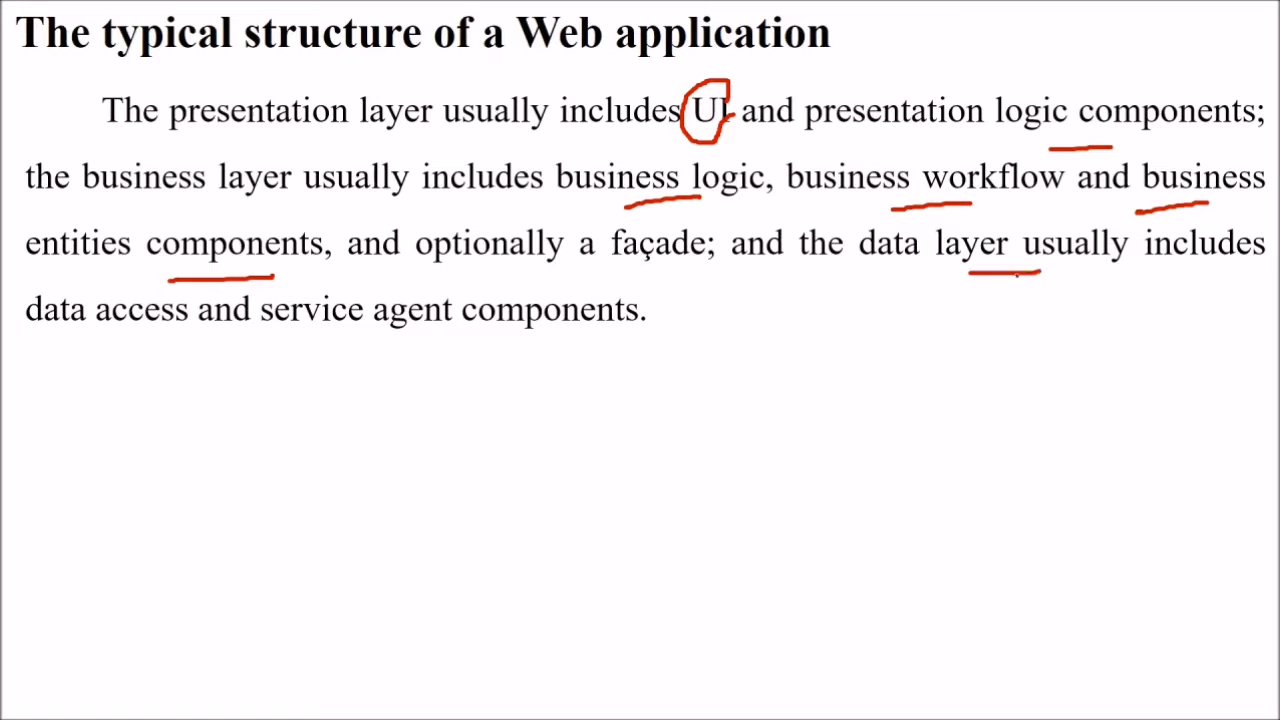 The typical structure of a Web application
The presentation layer usually includes UI and presentation logic components;
the business layer usually includes business logic, business workflow and business
entities components, and optionally a façade; and the data layer usually includes
data access and service agent components.